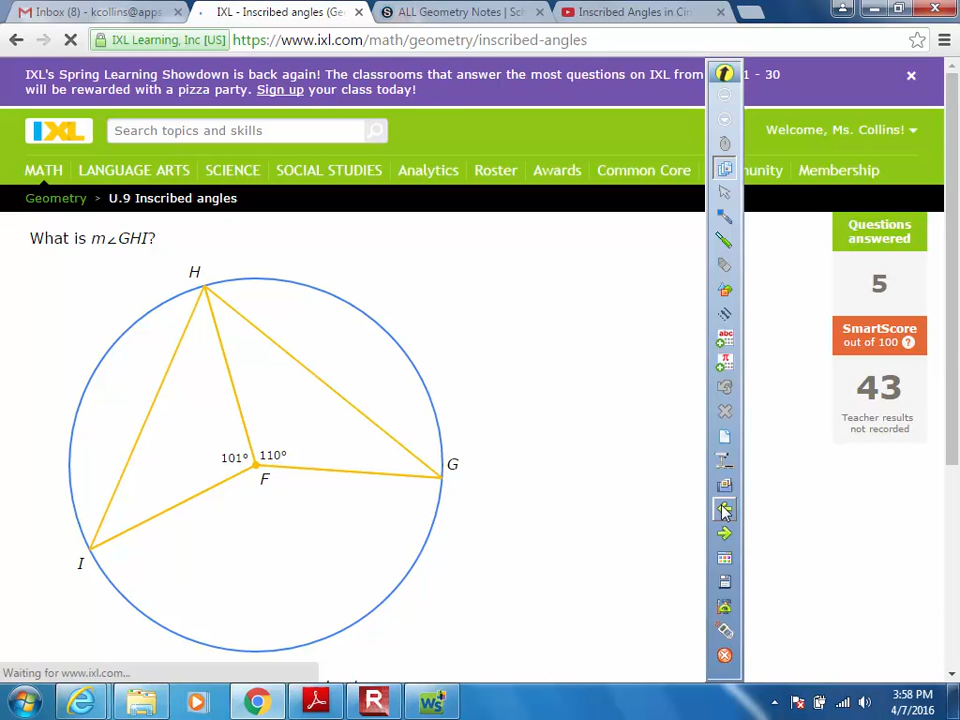 Inbox (8) - kcollins@apps
IXL - Inscribed angles (Ge
ALL Geometry Notes | Sch
Inscribed Angles in Cir
IXL Learning, Inc [US]
https://www.ixl.com/math/geometry/inscribed-angles
IXL's Spring Learning Showdown is back again! The classrooms that answer the most questions on IXL from 1 - 30
will be rewarded with a pizza party. Sign up your class today!
IXL
Search topics and skills
Welcome, Ms. Collins!
MATH LANGUAGE ARTS SCIENCE SOCIAL STUDIES Analytics Roster Awards Common Core munity Membership
Geometry > U.9 Inscribed angles
What is m∠GHI?
Questions
answered
5
SmartScore
out of 100 ?
43
Teacher results
not recorded
H
101° 110°
G
F
I
abc
π
Waiting for www.ixl.com...
3:58 PM
4/7/2016